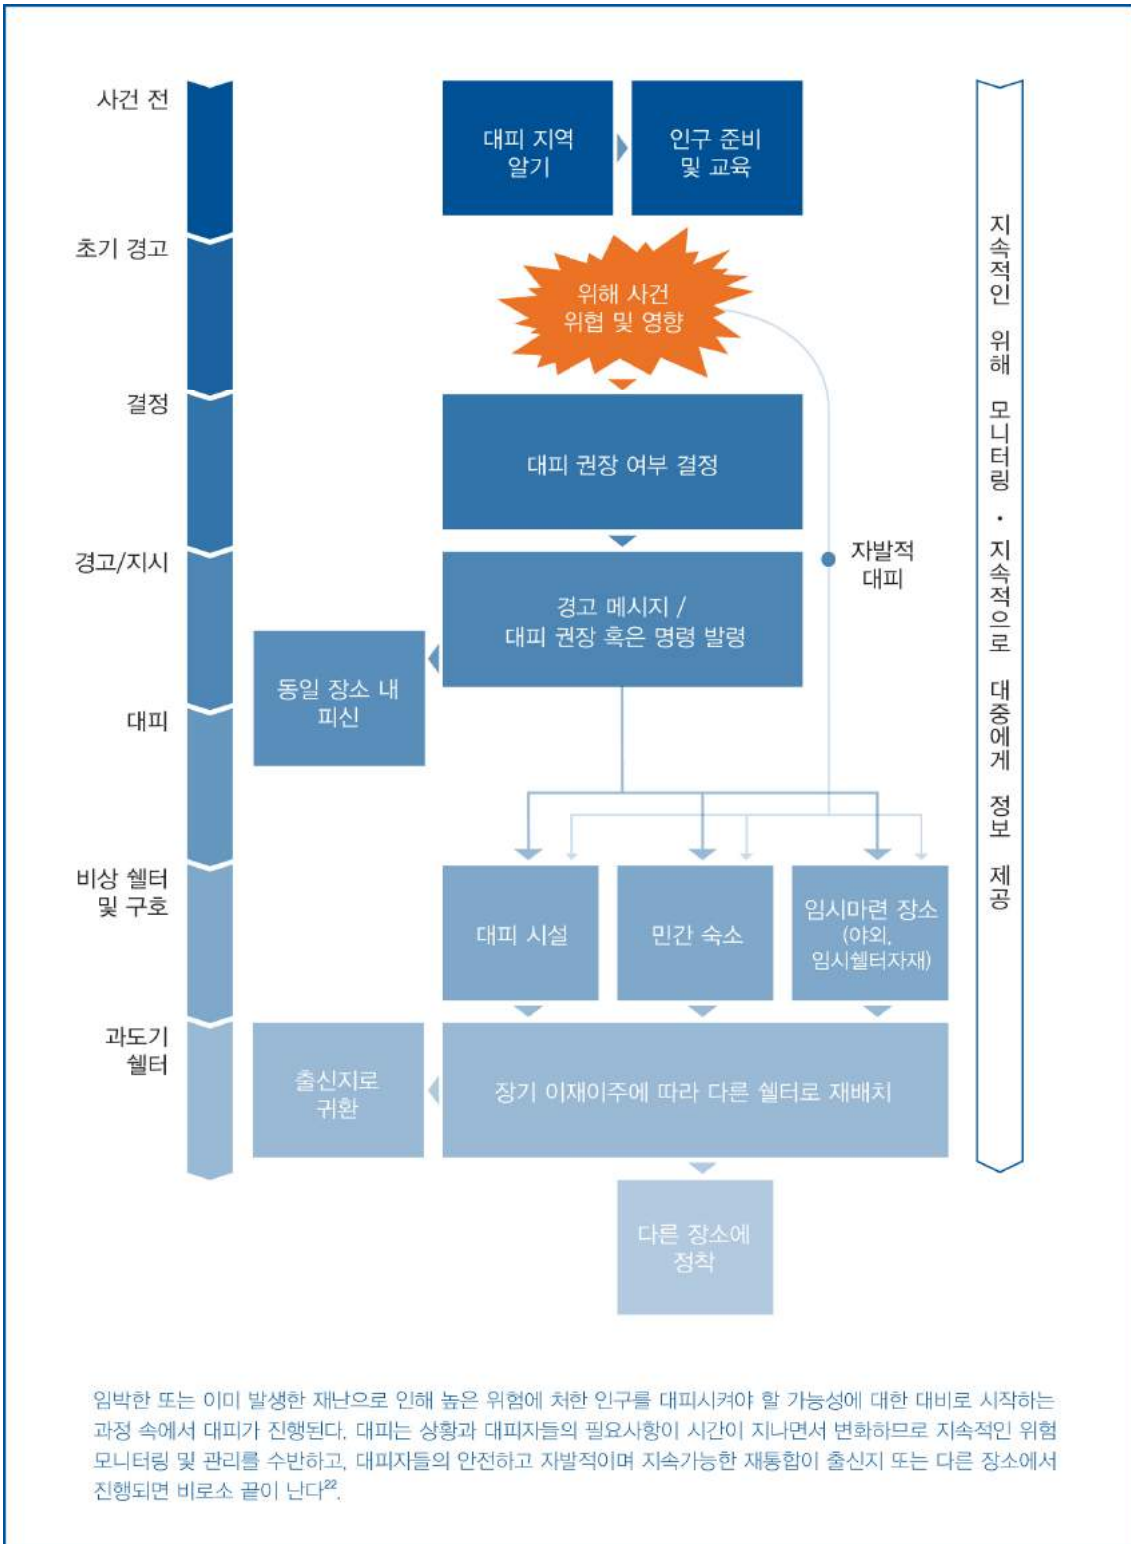 사건 전
대피 지역
알기
인구 준비
및 교육
초기 경고
위해 사건
위협 및 영향
결정
대피 권장 여부 결정
경고/지시
경고 메시지 /
대피 권장 혹은 명령 발령
자발적
대피
동일 장소 내
피신
대피
비상 쉘터
및 구호
대피 시설
민간 숙소
임시마련 장소
(야외,
임시쉘터자재)
과도기
쉘터
출신지로
귀환
장기 이재이주에 따라 다른 쉘터로 재배치
다른 장소에
정착
지속적인 위해 모니터링 · 지속적으로 대중에게 정보 제공
임박한 또는 이미 발생한 재난으로 인해 높은 위험에 처한 인구를 대피시켜야 할 가능성에 대한 대비로 시작하는
과정 속에서 대피가 진행된다. 대피는 상황과 대피자들의 필요사항이 시간이 지나면서 변화하므로 지속적인 위험
모니터링 및 관리를 수반하고, 대피자들의 안전하고 자발적이며 지속가능한 재통합이 출신지 또는 다른 장소에서
진행되면 비로소 끝이 난다22.